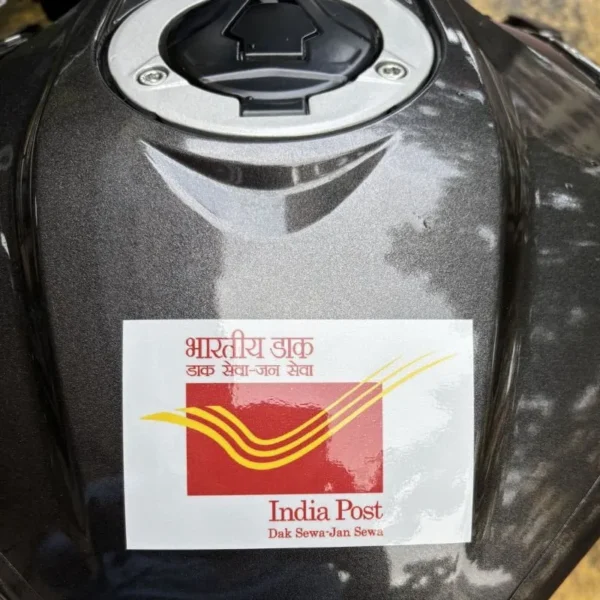 भारतीय डाक
डाक सेवा-जन सेवा
India Post
Dak Sewa-Jan Sewa